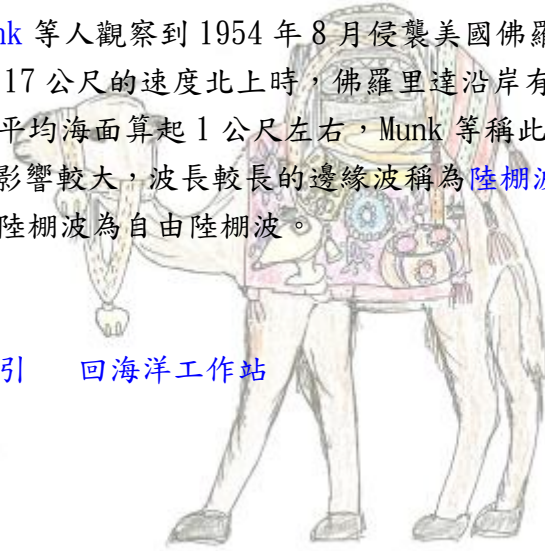 nk 等人觀察到 1954 年 8 月侵襲美國佛羅
17 公尺的速度北上時，佛羅里達沿岸有
平均海面算起 1 公尺左右，Munk 等稱此
影響較大，波長較長的邊緣波稱為陸棚波
陸棚波為自由陸棚波。
引　回海洋工作站